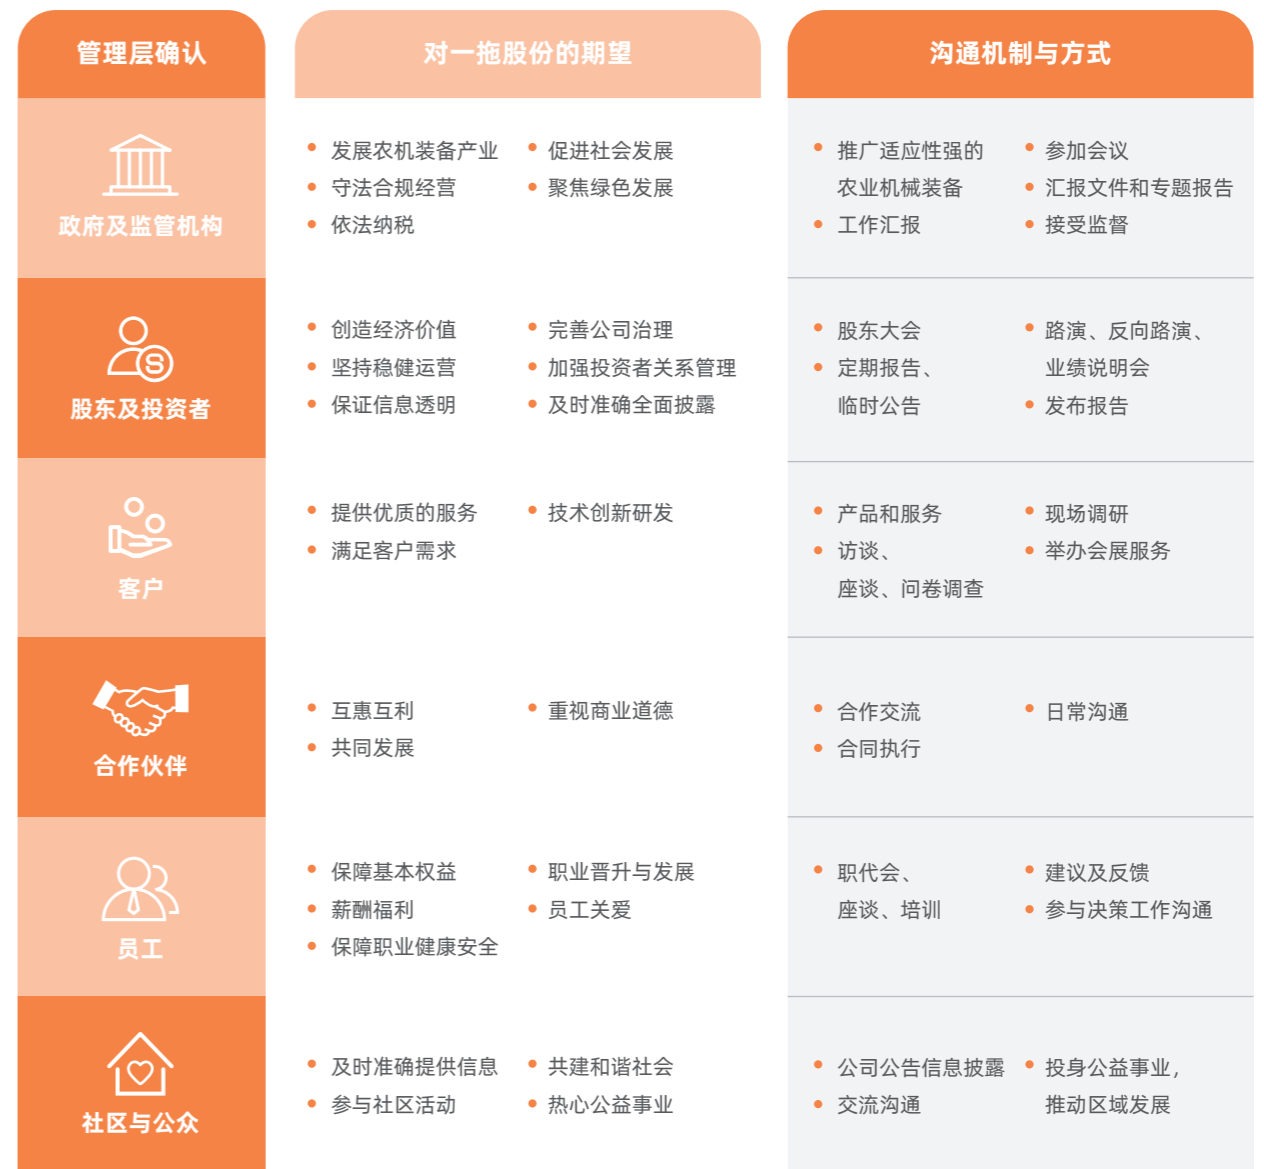 管理层确认
对一拖股份的期望
沟通机制与方式
政府及监管机构
发展农机装备产业
守法合规经营
依法纳税
促进社会发展
聚焦绿色发展
推广适应性强的
农业机械装备
工作汇报
参加会议
汇报文件和专题报告
接受监督
股东及投资者
创造经济价值
坚持稳健运营
保证信息透明
完善公司治理
加强投资者关系管理
及时准确全面披露
股东大会
定期报告、
临时公告
路演、反向路演、
业绩说明会
发布报告
客户
提供优质的服务
满足客户需求
技术创新研发
产品和服务
访谈、
座谈、问卷调查
现场调研
举办会展服务
合作伙伴
互惠互利
共同发展
重视商业道德
合作交流
合同执行
日常沟通
员工
保障基本权益
薪酬福利
保障职业健康安全
职业晋升与发展
员工关爱
职代会、
座谈、培训
建议及反馈
参与决策工作沟通
社区与公众
及时准确提供信息
参与社区活动
共建和谐社会
热心公益事业
公司公告信息披露
交流沟通
投身公益事业,
推动区域发展